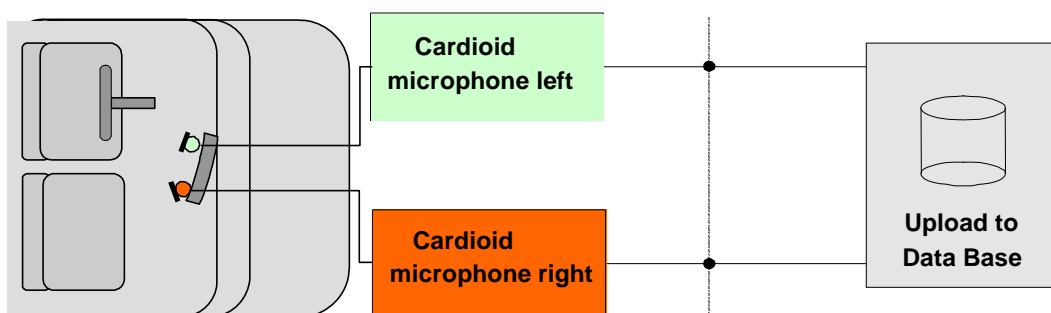 Cardioid
microphone left
Cardioid
microphone right
Upload to
Data Base